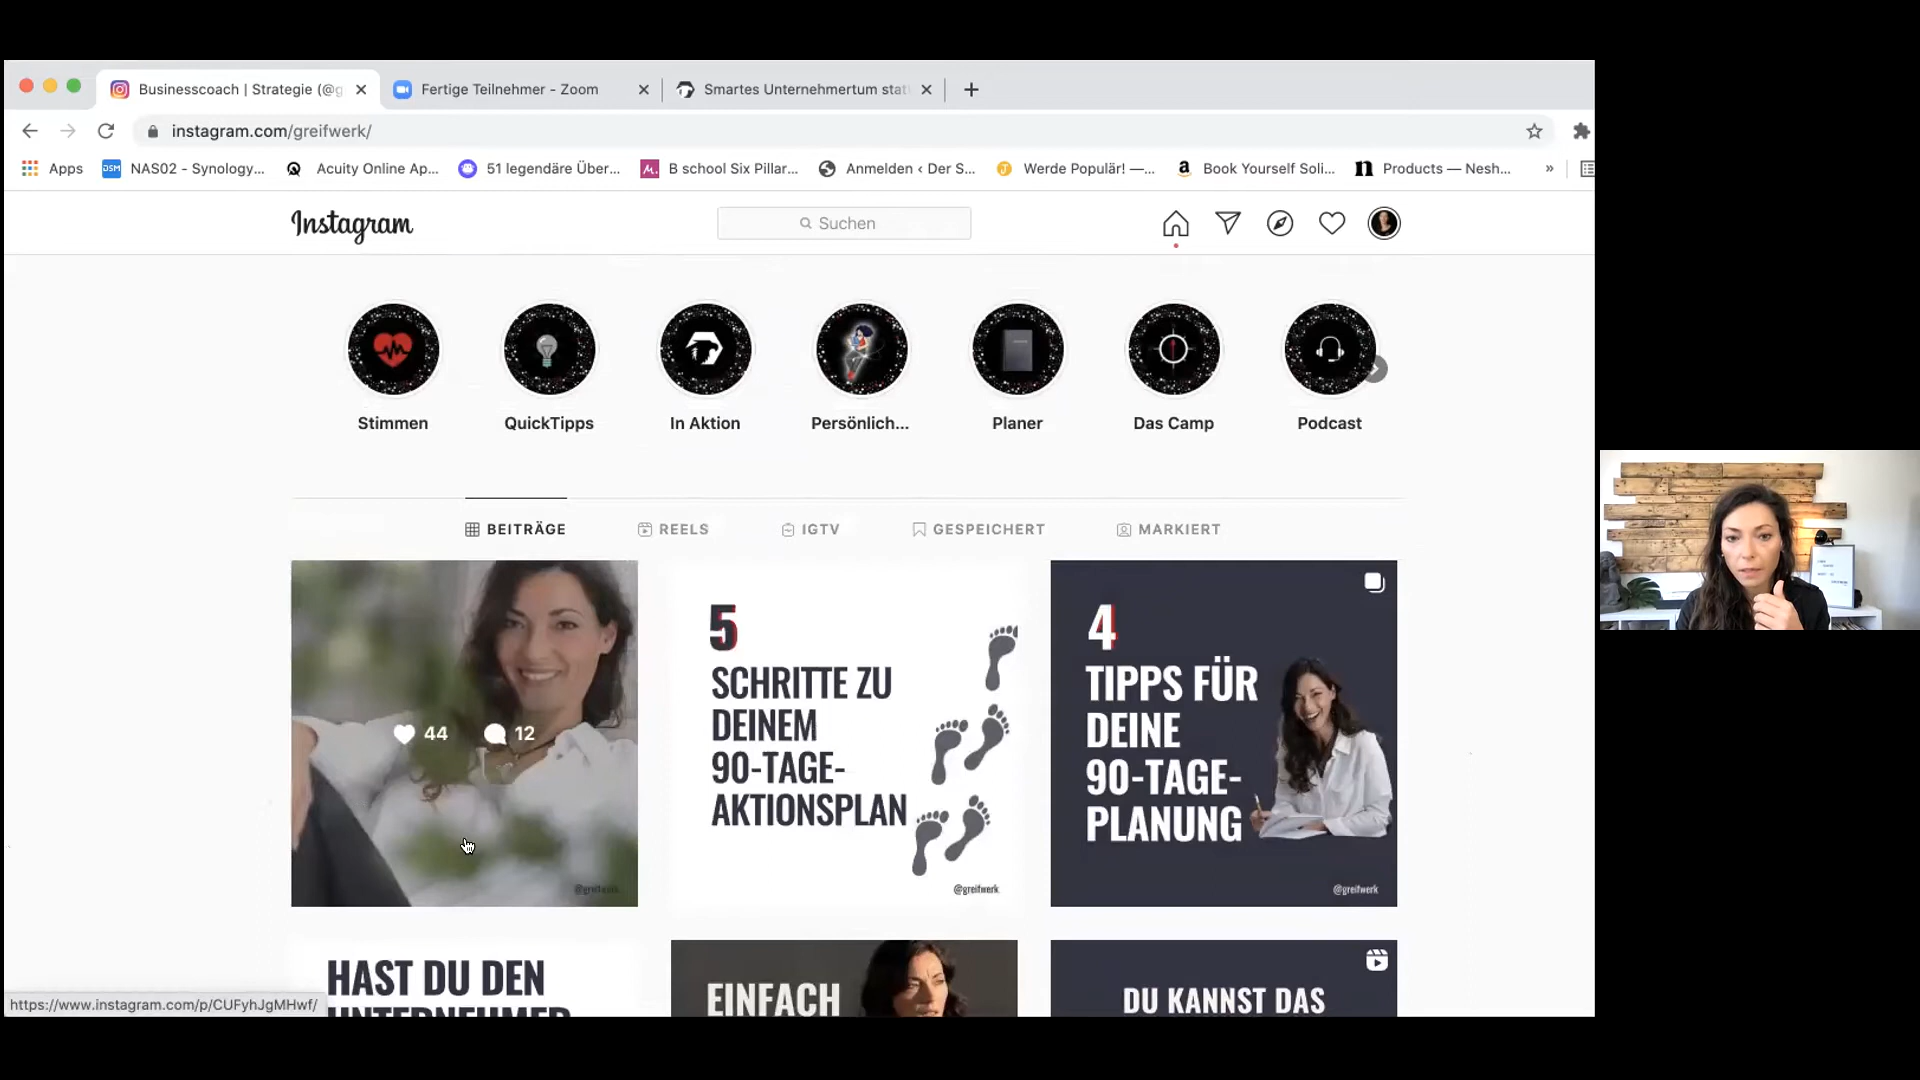 Businesscoach | Strategie (@g
Fertige Teilnehmer - Zoom
Smartes Unternehmertum stat
instagram.com/greifwerk/
Apps
DSM
NAS02 - Synology...
Acuity Online Ap...
51 legendäre Über...
M.
B school Six Pillar...
Anmelden ‹ Der S...
Werde Populär! —...
Book Yourself Soli...
n
Products — Nesh...
»
Instagram
Suchen
Stimmen
QuickTipps
In Aktion
Persönlich...
Planer
Das Camp
Podcast
BEITRÄGE
REELS
IGTV
GESPEICHERT
MARKIERT
44
12
@greifwerk
5
SCHRITTE ZU
DEINEM
90-TAGE-
AKTIONSPLAN
@greifwerk
4
TIPPS FÜR
DEINE
90-TAGE-
PLANUNG
@greifwerk
HAST DU DEN
UNTERNEHMER
EINFACH
DU KANNST DAS
https://www.instagram.com/p/CUFyhJgMHwf/